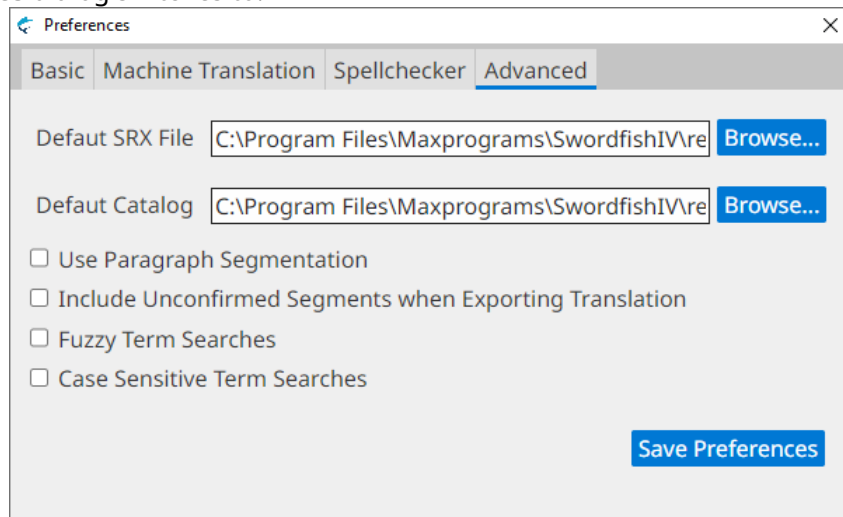 Preferences
Basic Machine Translation Spellchecker Advanced
Defaut SRX File C:\Program Files\Maxprograms\SwordfishIV\re Browse...
Defaut Catalog C:\Program Files\Maxprograms\SwordfishIV\re Browse...
Use Paragraph Segmentation
Include Unconfirmed Segments when Exporting Translation
Fuzzy Term Searches
Case Sensitive Term Searches
Save Preferences